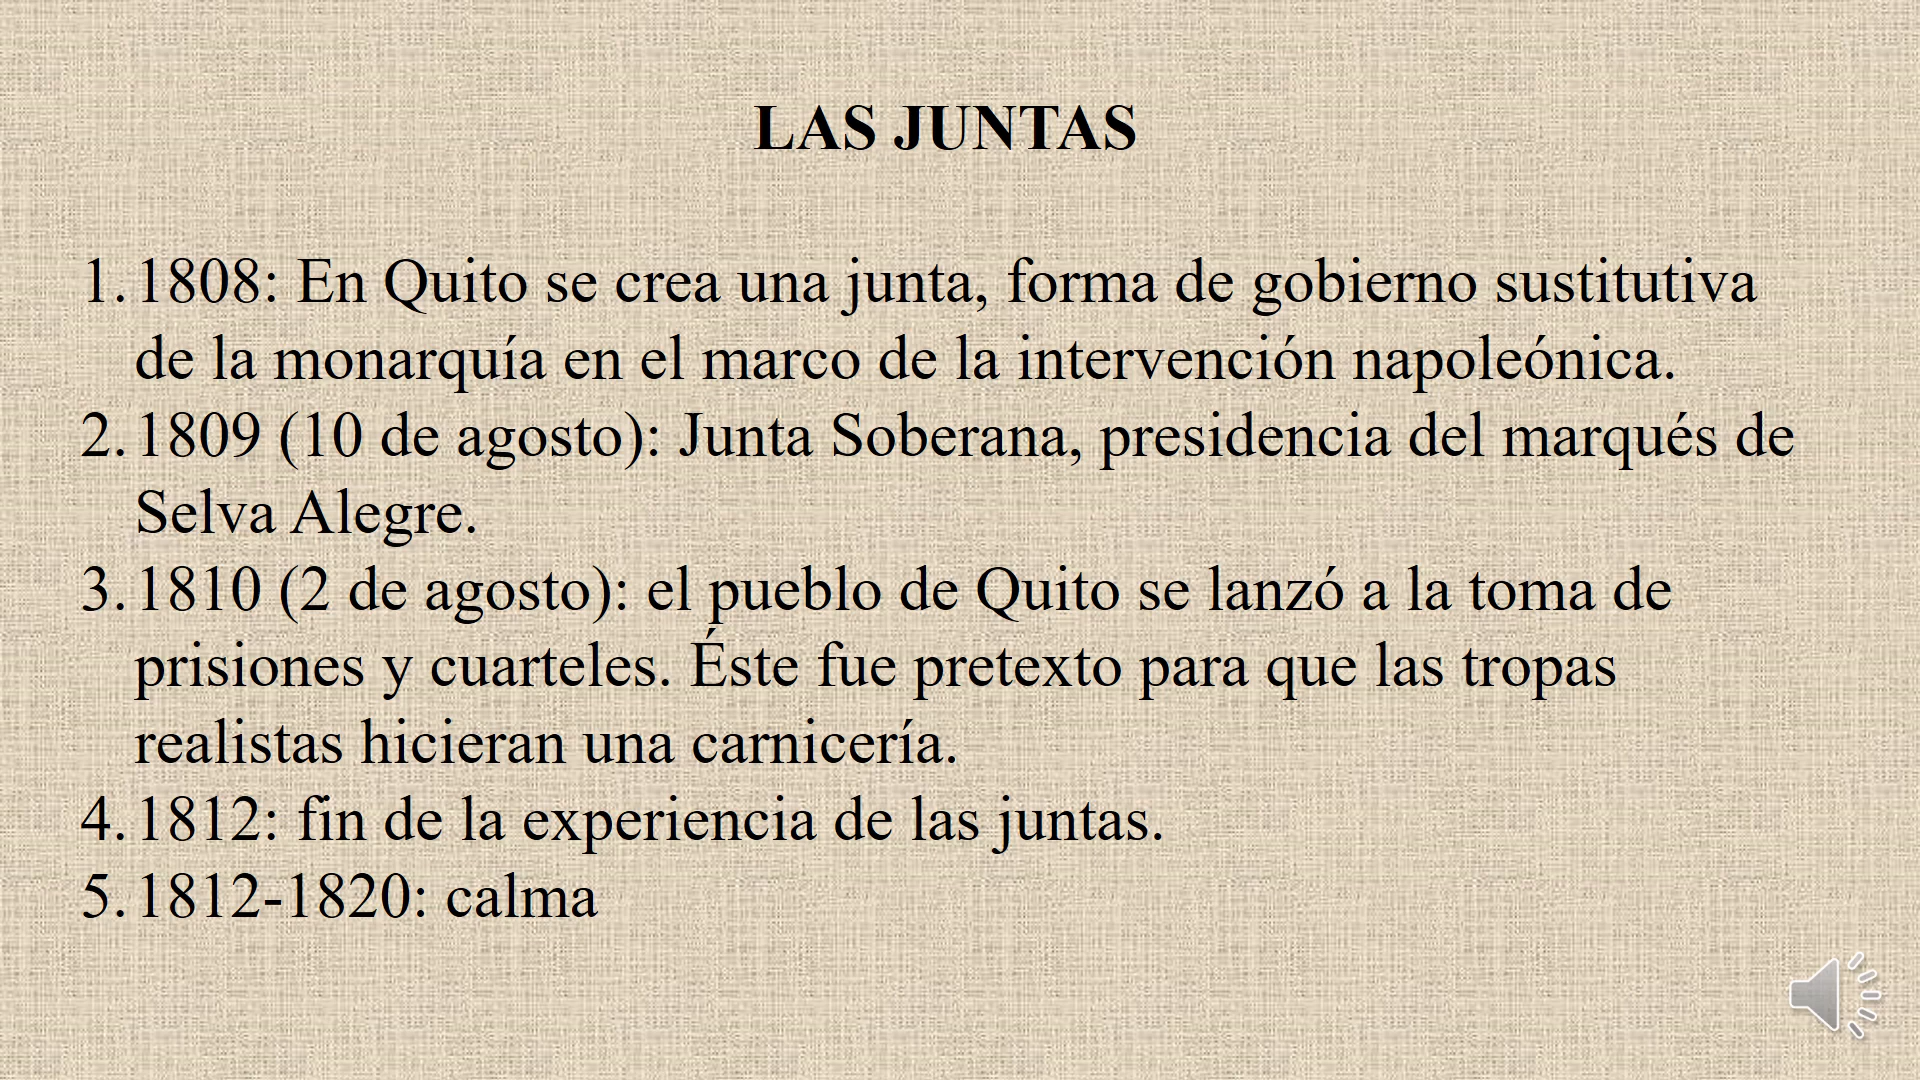 LAS JUNTAS
1. 1808: En Quito se crea una junta, forma de gobierno sustitutiva
de la monarquía en el marco de la intervención napoleónica.
2. 1809 (10 de agosto): Junta Soberana, presidencia del marqués de
Selva Alegre.
3. 1810 (2 de agosto): el pueblo de Quito se lanzó a la toma de
prisiones y cuarteles. Éste fue pretexto para que las tropas
realistas hicieran una carnicería.
4. 1812: fin de la experiencia de las juntas.
5. 1812-1820: calma